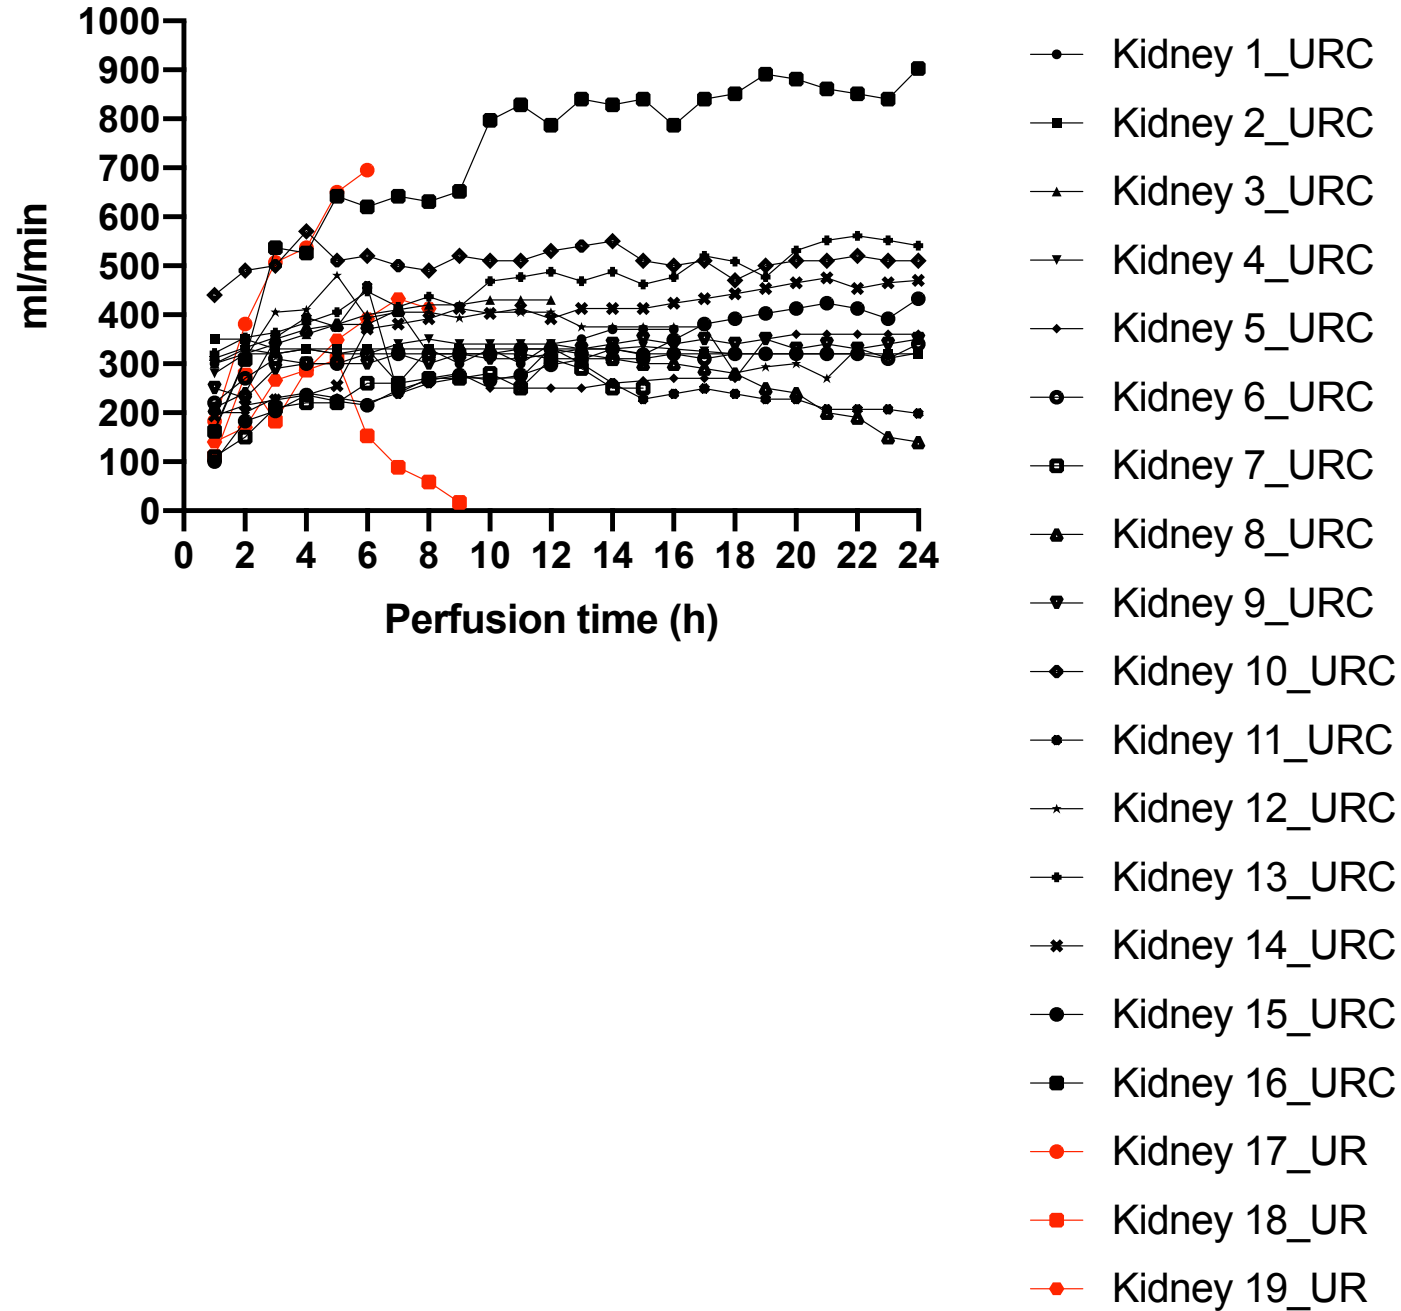 1000
900
800
700
600
500
400
300
200
100
0
ml/min
0 2 4 6 8 10 12 14 16 18 20 22 24
Perfusion time (h)
Kidney 1_URC
Kidney 2_URC
Kidney 3_URC
Kidney 4_URC
Kidney 5_URC
Kidney 6_URC
Kidney 7_URC
Kidney 8_URC
Kidney 9_URC
Kidney 10_URC
Kidney 11_URC
Kidney 12_URC
Kidney 13_URC
Kidney 14_URC
Kidney 15_URC
Kidney 16_URC
Kidney 17_UR
Kidney 18_UR
Kidney 19_UR